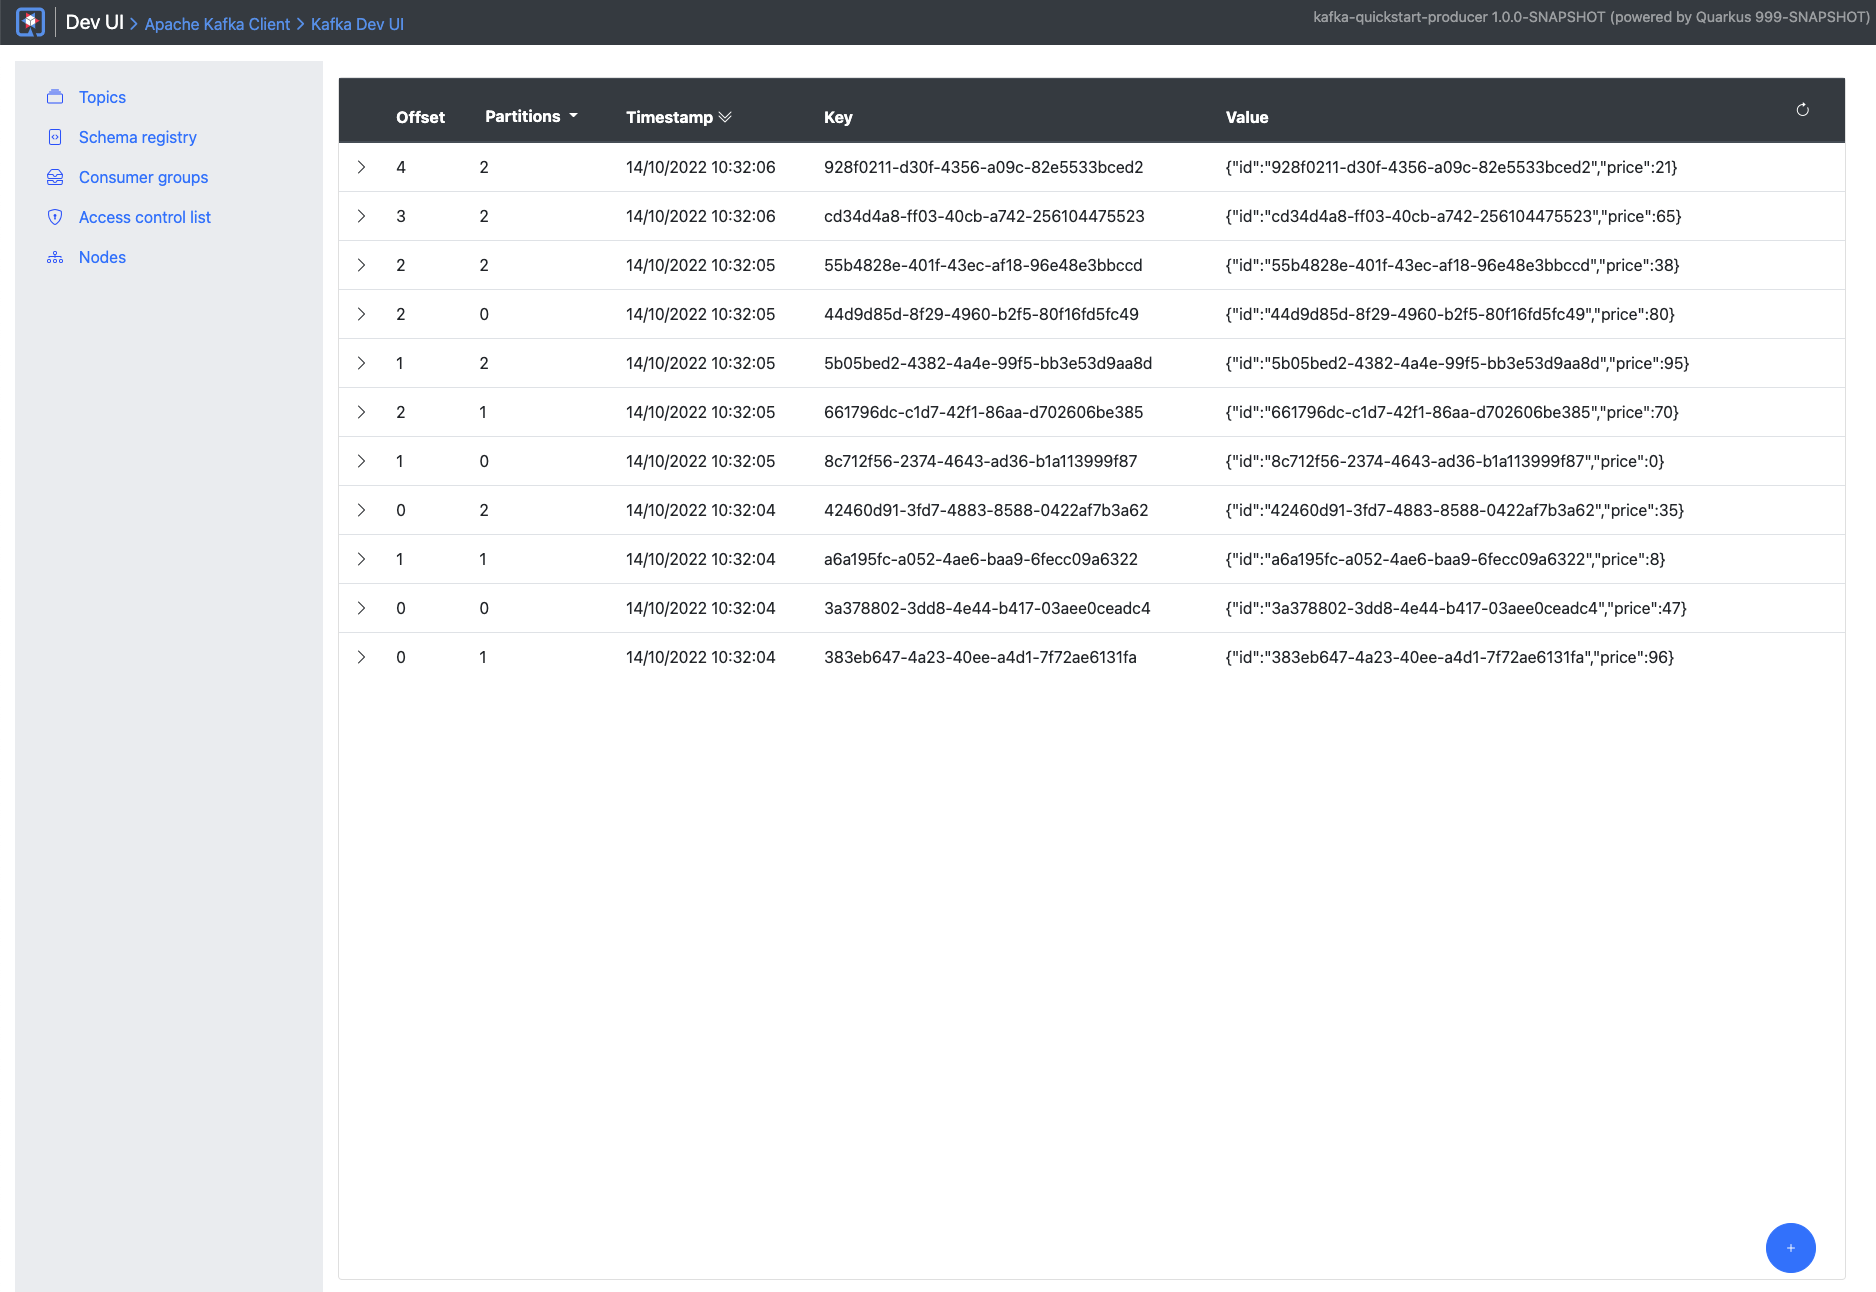 Dev UI > Apache Kafka Client > Kafka Dev UI
kafka-quickstart-producer 1.0.0-SNAPSHOT (powered by Quarkus 999-SNAPSHOT)
Topics
Schema registry
Consumer groups
Access control list
Nodes
Offset Partitions Timestamp Key Value
4 2 14/10/2022 10:32:06 928f0211-d30f-4356-a09c-82e5533bced2 {"id":"928f0211-d30f-4356-a09c-82e5533bced2","price":21}
3 2 14/10/2022 10:32:06 cd34d4a8-ff03-40cb-a742-256104475523 {"id":"cd34d4a8-ff03-40cb-a742-256104475523","price":65}
2 2 14/10/2022 10:32:05 55b4828e-401f-43ec-af18-96e48e3bbccd {"id":"55b4828e-401f-43ec-af18-96e48e3bbccd","price":38}
2 0 14/10/2022 10:32:05 44d9d85d-8f29-4960-b2f5-80f16fd5fc49 {"id":"44d9d85d-8f29-4960-b2f5-80f16fd5fc49","price":80}
1 2 14/10/2022 10:32:05 5b05bed2-4382-4a4e-99f5-bb3e53d9aa8d {"id":"5b05bed2-4382-4a4e-99f5-bb3e53d9aa8d","price":95}
2 1 14/10/2022 10:32:05 661796dc-c1d7-42f1-86aa-d702606be385 {"id":"661796dc-c1d7-42f1-86aa-d702606be385","price":70}
1 0 14/10/2022 10:32:05 8c712f56-2374-4643-ad36-b1a113999f87 {"id":"8c712f56-2374-4643-ad36-b1a113999f87","price":0}
0 2 14/10/2022 10:32:04 42460d91-3fd7-4883-8588-0422af7b3a62 {"id":"42460d91-3fd7-4883-8588-0422af7b3a62","price":35}
1 1 14/10/2022 10:32:04 a6a195fc-a052-4ae6-baa9-6fecc09a6322 {"id":"a6a195fc-a052-4ae6-baa9-6fecc09a6322","price":8}
0 0 14/10/2022 10:32:04 3a378802-3dd8-4e44-b417-03aee0ceadc4 {"id":"3a378802-3dd8-4e44-b417-03aee0ceadc4","price":47}
0 1 14/10/2022 10:32:04 383eb647-4a23-40ee-a4d1-7f72ae6131fa {"id":"383eb647-4a23-40ee-a4d1-7f72ae6131fa","price":96}
+